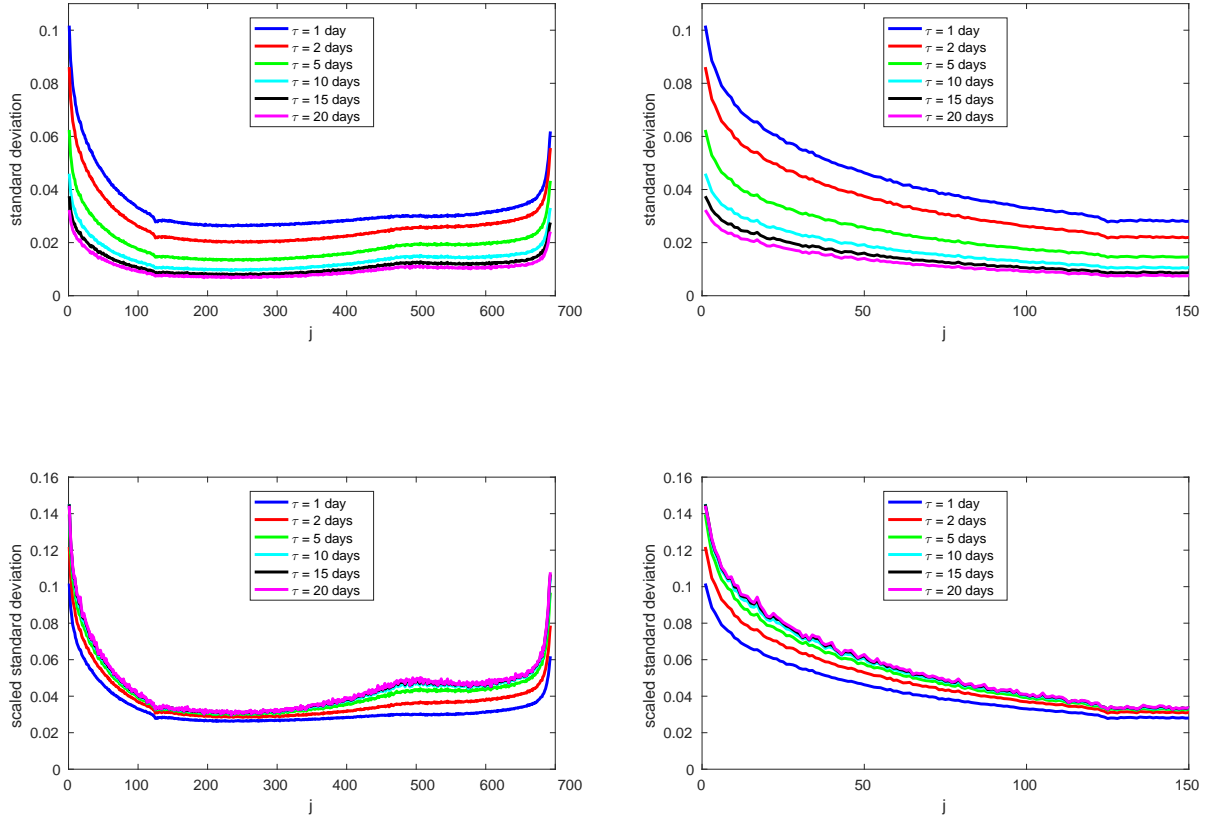 standard deviation
0.1
0.08
0.06
0.04
0.02
0
τ = 1 day
τ = 2 days
τ = 5 days
τ = 10 days
τ = 15 days
τ = 20 days
0 100 200 300 400 500 600 700
j
standard deviation
0.1
0.08
0.06
0.04
0.02
0
τ = 1 day
τ = 2 days
τ = 5 days
τ = 10 days
τ = 15 days
τ = 20 days
0 50 100 150
j
scaled standard deviation
0.16
0.14
0.12
0.1
0.08
0.06
0.04
0.02
0
τ = 1 day
τ = 2 days
τ = 5 days
τ = 10 days
τ = 15 days
τ = 20 days
0 100 200 300 400 500 600 700
j
scaled standard deviation
0.16
0.14
0.12
0.1
0.08
0.06
0.04
0.02
0
τ = 1 day
τ = 2 days
τ = 5 days
τ = 10 days
τ = 15 days
τ = 20 days
0 50 100 150
j